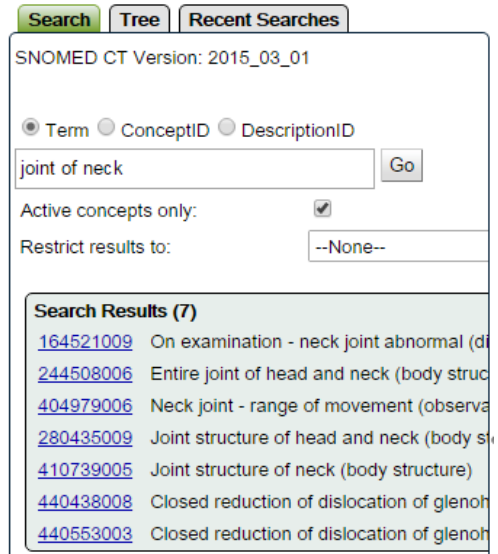 Search Tree Recent Searches
SNOMED CT Version: 2015_03_01
Term ConceptID DescriptionID
joint of neck Go
Active concepts only:
Restrict results to: --None--
Search Results (7)
164521009 On examination - neck joint abnormal (di
244508006 Entire joint of head and neck (body struc
404979006 Neck joint - range of movement (observa
280435009 Joint structure of head and neck (body st
410739005 Joint structure of neck (body structure)
440438008 Closed reduction of dislocation of glenoh
440553003 Closed reduction of dislocation of glenoh